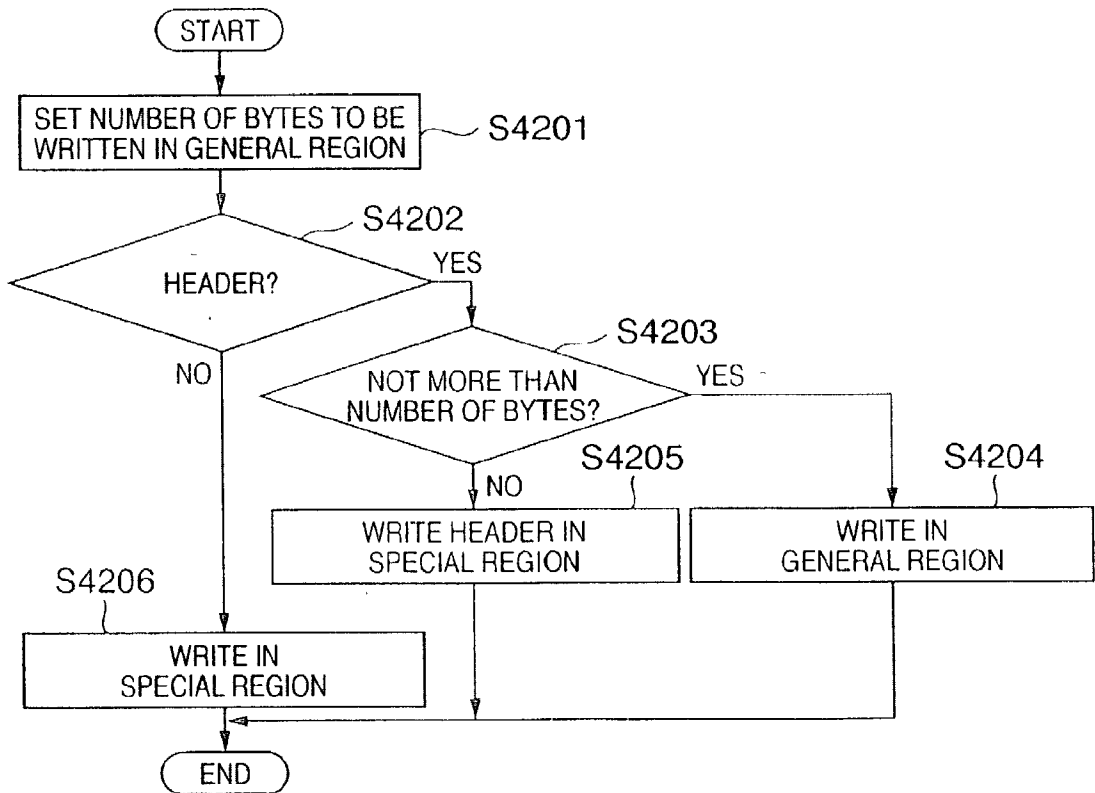 START
SET NUMBER OF BYTES TO BE
WRITTEN IN GENERAL REGION
S4201
S4202
HEADER?
YES
NO
S4203
NOT MORE THAN
NUMBER OF BYTES?
YES
NO
S4205
WRITE HEADER IN
SPECIAL REGION
S4204
WRITE IN
GENERAL REGION
S4206
WRITE IN
SPECIAL REGION
END